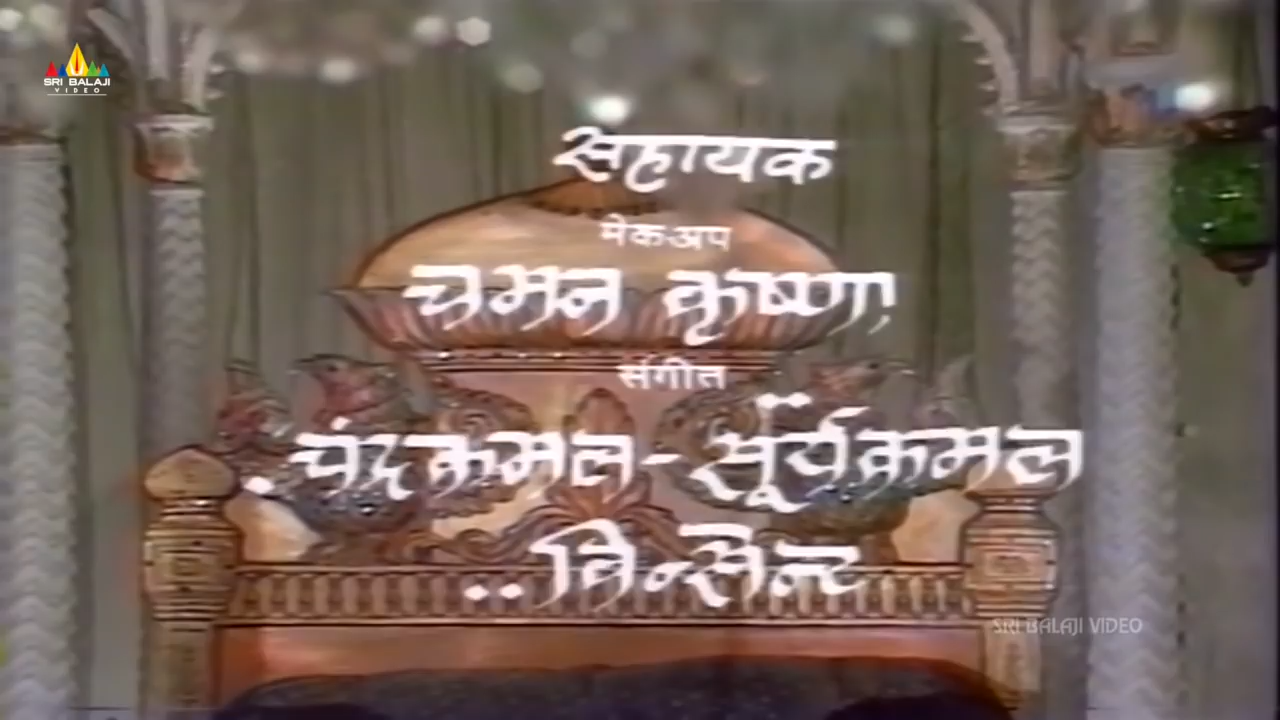 SRI BALAJI
VIDEO
सहायक
मेकअप
चमन कृष्णा
संगीत
चंद्रकमल-सूर्यकमल
..विन्सेन्ट
SRI BALAJI VIDEO